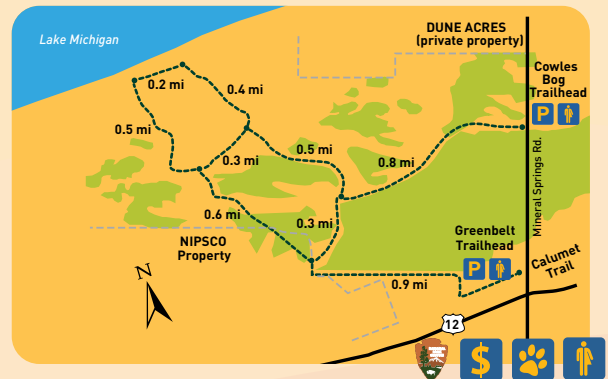 Lake Michigan
DUNE ACRES
(private property)
Cowles
Bog
Trailhead
P
0.2 mi
0.4 mi
0.5 mi
0.3 mi
0.5 mi
0.8 mi
Mineral Springs Rd.
0.6 mi
0.3 mi
NIPSCO
Property
Greenbelt
Trailhead
P
Calumet
Trail
N
0.9 mi
12
$